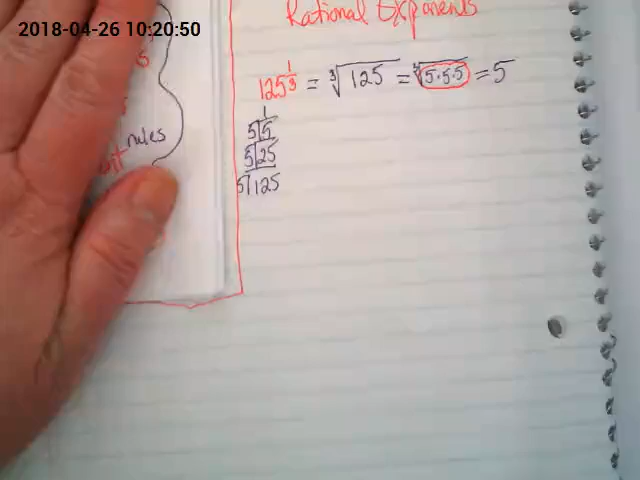 2018-04-26 10:20:50
Rational Exponents
125^(1/3) = ∛125 = ∛5·5·5 = 5
1
5|5
5|25
5|125
rules